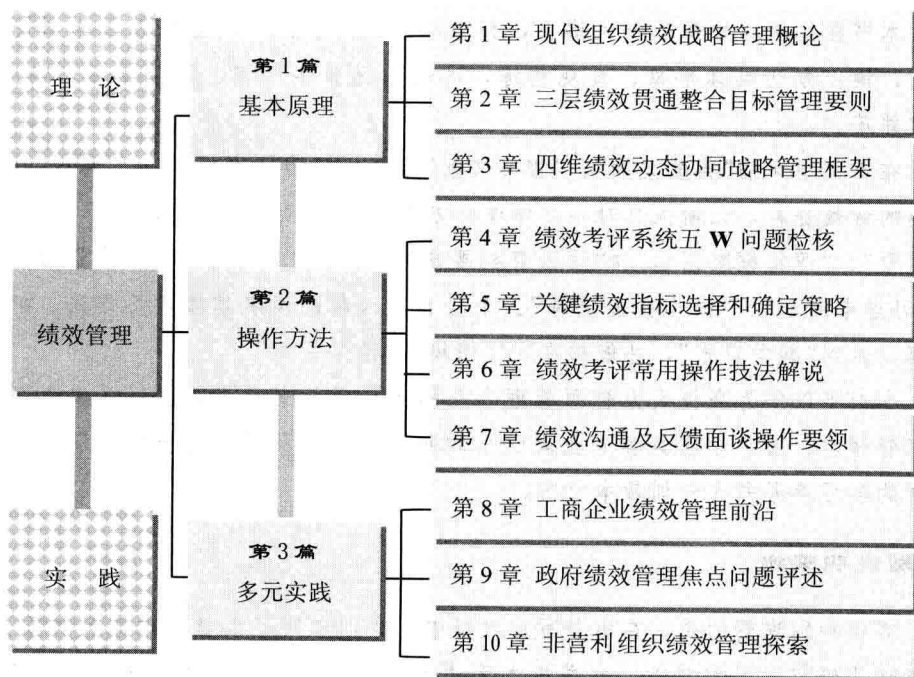 理 论
绩效管理
实 践
第1篇
基本原理
第2篇
操作方法
第3篇
多元实践
第1章 现代组织绩效战略管理概论
第2章 三层绩效贯通整合目标管理要则
第3章 四维绩效动态协同战略管理框架
第4章 绩效考评系统五W问题检核
第5章 关键绩效指标选择和确定策略
第6章 绩效考评常用操作技法解说
第7章 绩效沟通及反馈面谈操作要领
第8章 工商企业绩效管理前沿
第9章 政府绩效管理焦点问题评述
第10章 非营利组织绩效管理探索